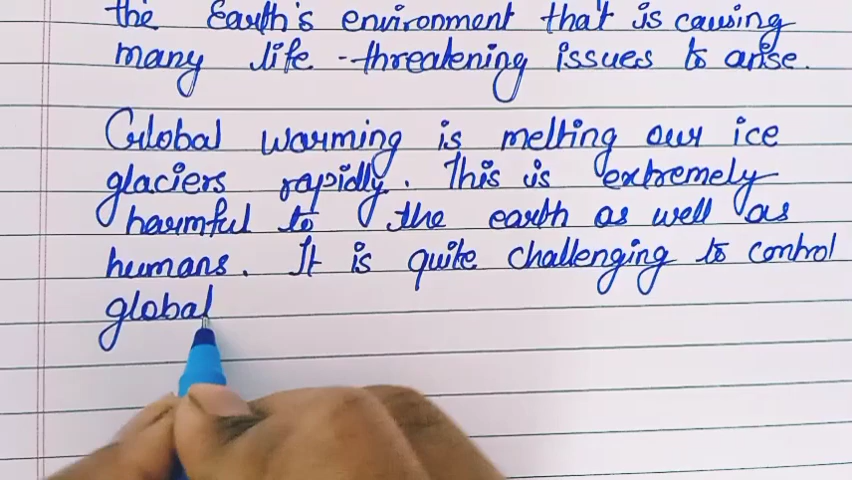 the Earth's environment that is causing
many life-threatening issues to arise.
Global warming is melting our ice
glaciers rapidly. This is extremely
harmful to the earth as well as
humans. It is quite challenging to control
global